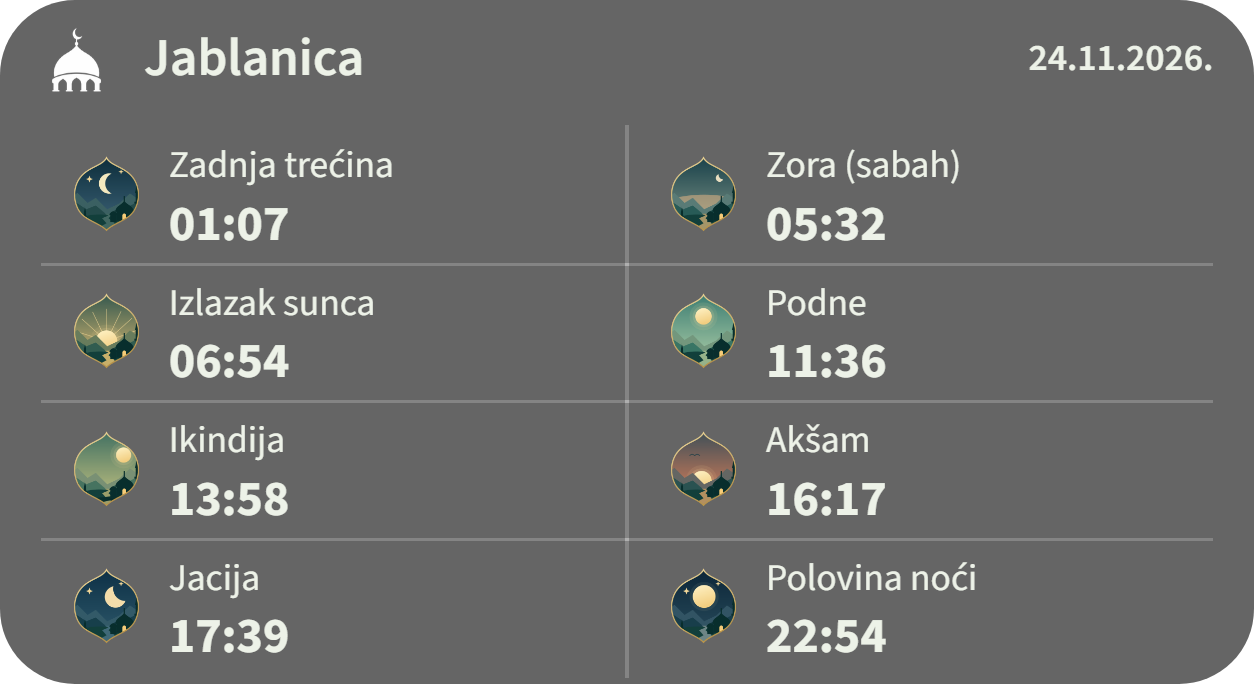 Jablanica
24.11.2026.
Zadnja trećina
01:07
Zora (sabah)
05:32
Izlazak sunca
06:54
Podne
11:36
Ikindija
13:58
Akšam
16:17
Jacija
17:39
Polovina noći
22:54